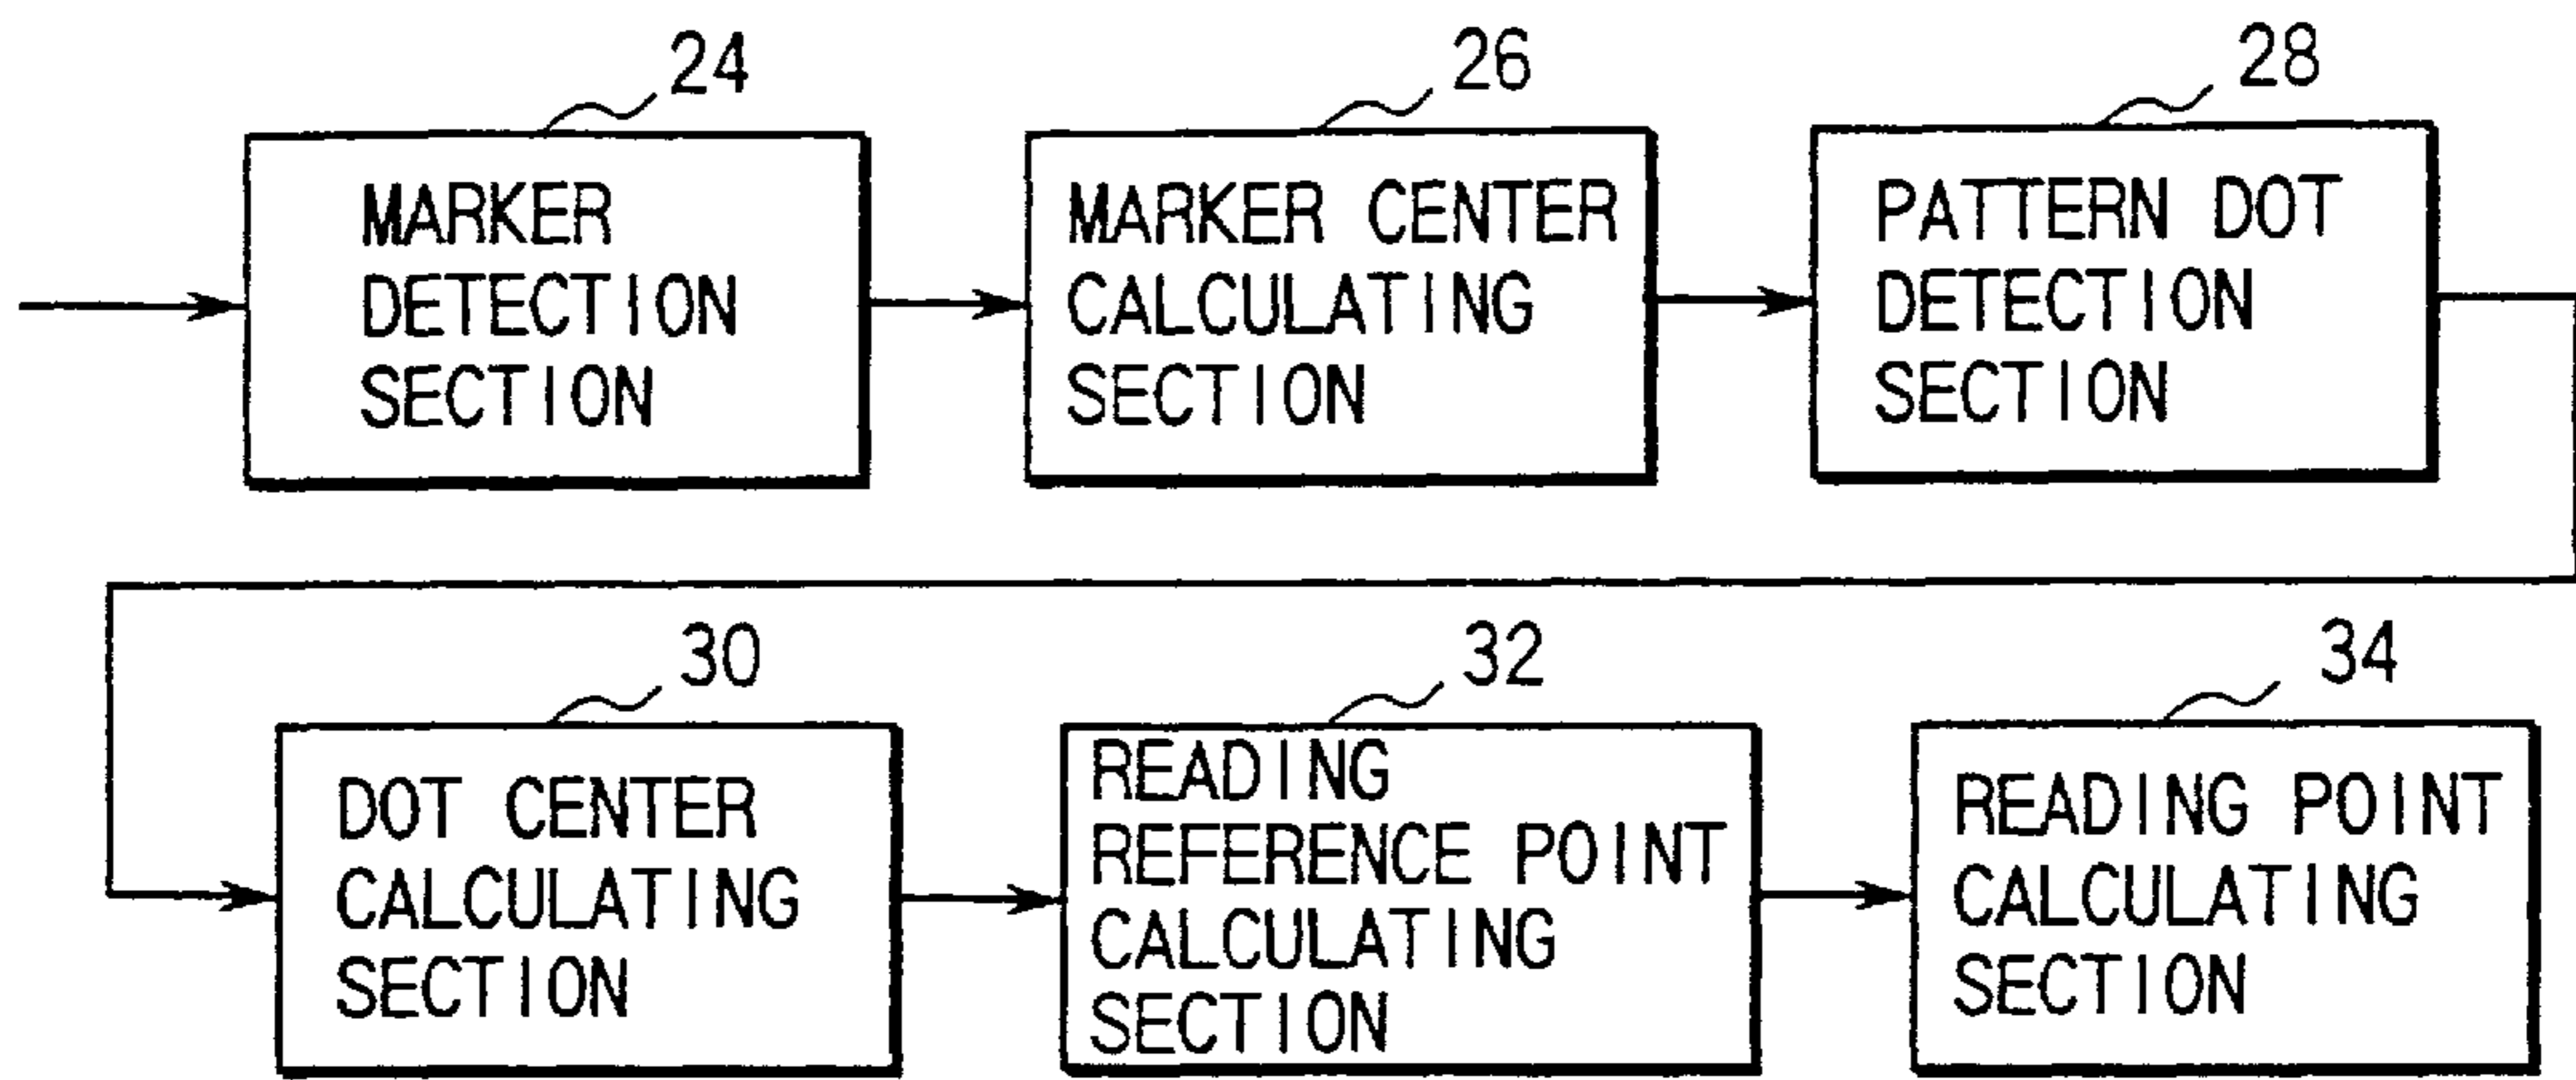 24
MARKER
DETECTION
SECTION
26
MARKER CENTER
CALCULATING
SECTION
28
PATTERN DOT
DETECTION
SECTION
30
DOT CENTER
CALCULATING
SECTION
32
READING
REFERENCE POINT
CALCULATING
SECTION
34
READING POINT
CALCULATING
SECTION